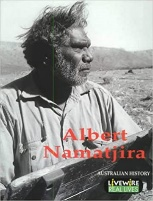 Albert
Namatjira
AUSTRALIAN HISTORY
LIVEWIRE
REAL LIVES